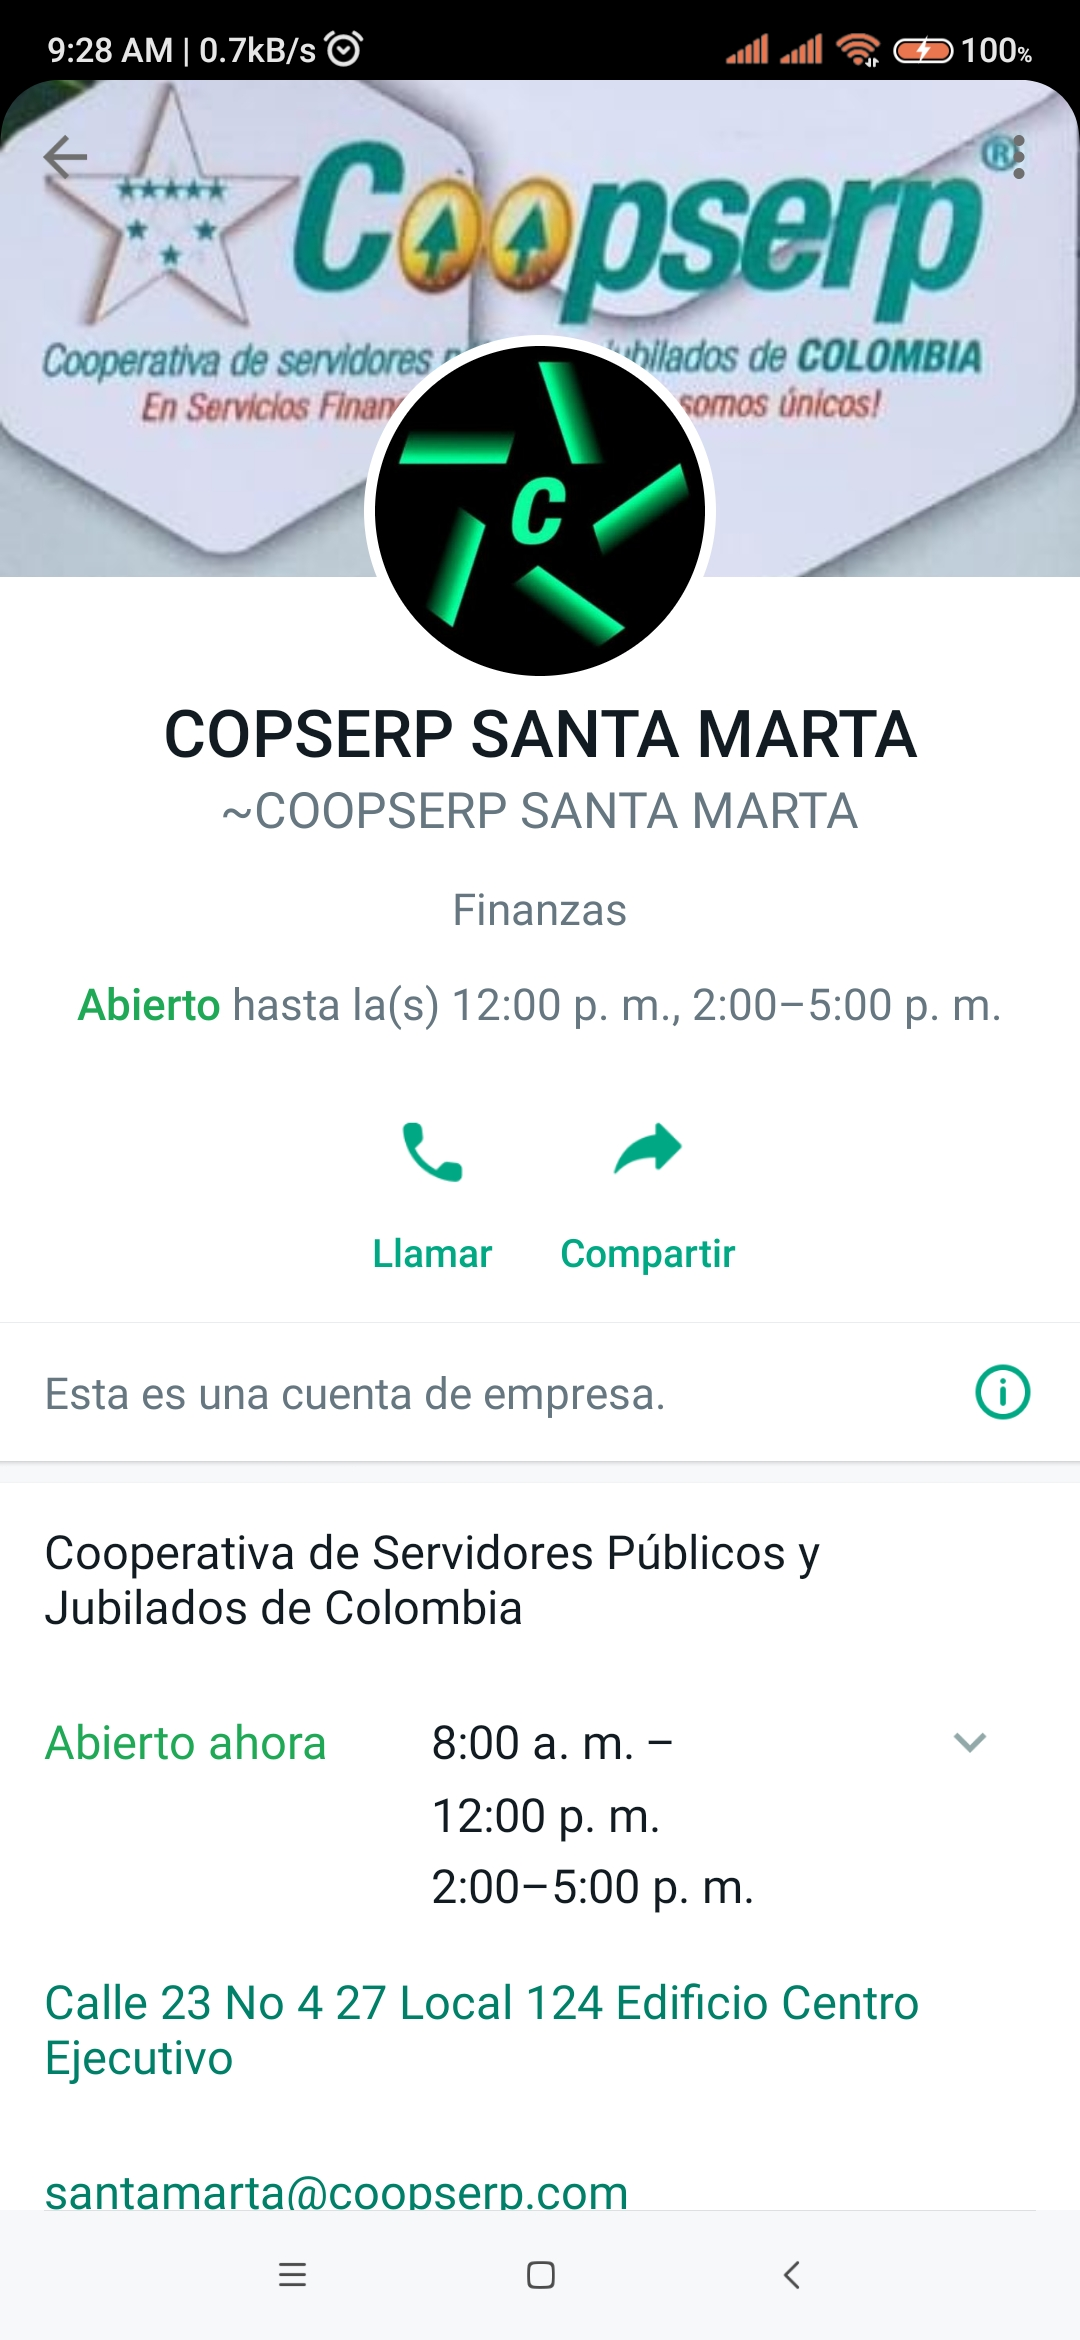 9:28 AM | 0.7kB/s
100%
Coopserp®
Cooperativa de servidores
jubilados de COLOMBIA
En Servicios
somos únicos!
C
COPSERP SANTA MARTA
~COOPSERP SANTA MARTA
Finanzas
Abierto hasta la(s) 12:00 p. m., 2:00–5:00 p. m.
Llamar
Compartir
Esta es una cuenta de empresa.
Cooperativa de Servidores Públicos y
Jubilados de Colombia
Abierto ahora
8:00 a. m. –
12:00 p. m.
2:00–5:00 p. m.
Calle 23 No 4 27 Local 124 Edificio Centro
Ejecutivo
santamarta@coopserp.com